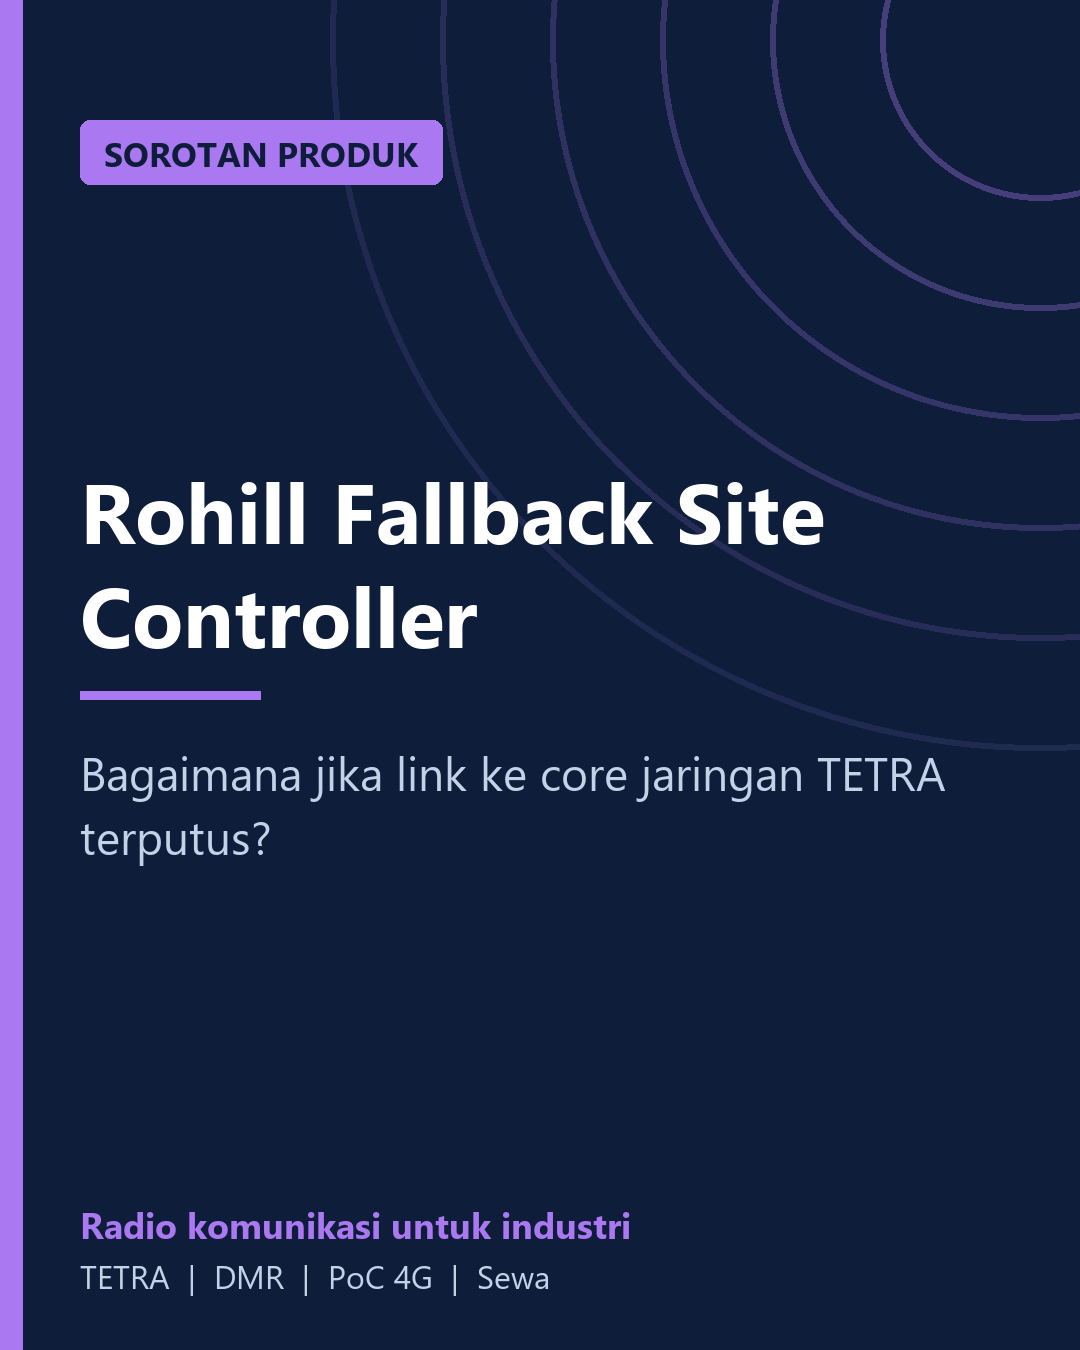 SOROTAN PRODUK
Rohill Fallback Site
Controller
Bagaimana jika link ke core jaringan TETRA
terputus?
Radio komunikasi untuk industri
TETRA | DMR | PoC 4G | Sewa